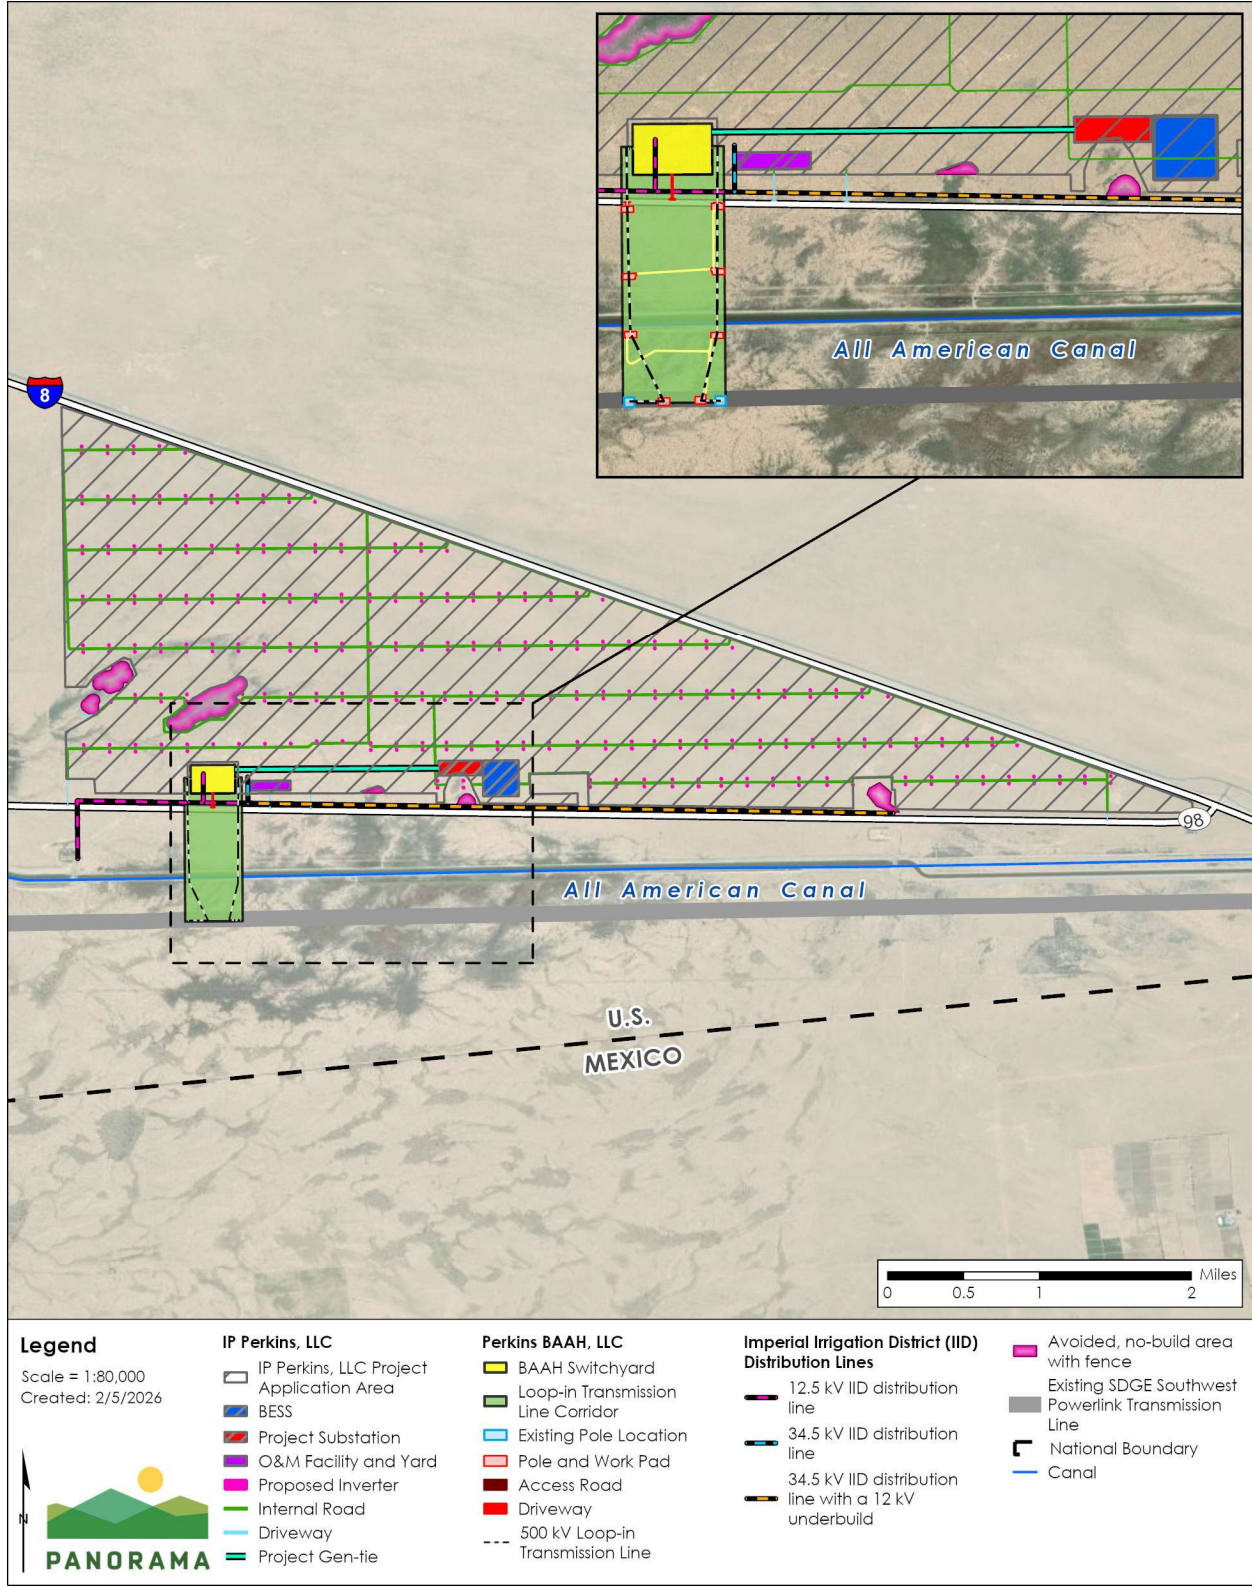 All American Canal
8
98
All American Canal
U.S.
MEXICO
Miles
0 0.5 1 2
Legend
Scale = 1:80,000
Created: 2/5/2026
N
PANORAMA
IP Perkins, LLC
IP Perkins, LLC Project
Application Area
BESS
Project Substation
O&M Facility and Yard
Proposed Inverter
Internal Road
Driveway
Project Gen-tie
Perkins BAAH, LLC
BAAH Switchyard
Loop-in Transmission
Line Corridor
Existing Pole Location
Pole and Work Pad
Access Road
Driveway
500 kV Loop-in
Transmission Line
Imperial Irrigation District (IID)
Distribution Lines
12.5 kV IID distribution
line
34.5 kV IID distribution
line
34.5 kV IID distribution
line with a 12 kV
underbuild
Avoided, no-build area
with fence
Existing SDGE Southwest
Powerlink Transmission
Line
National Boundary
Canal